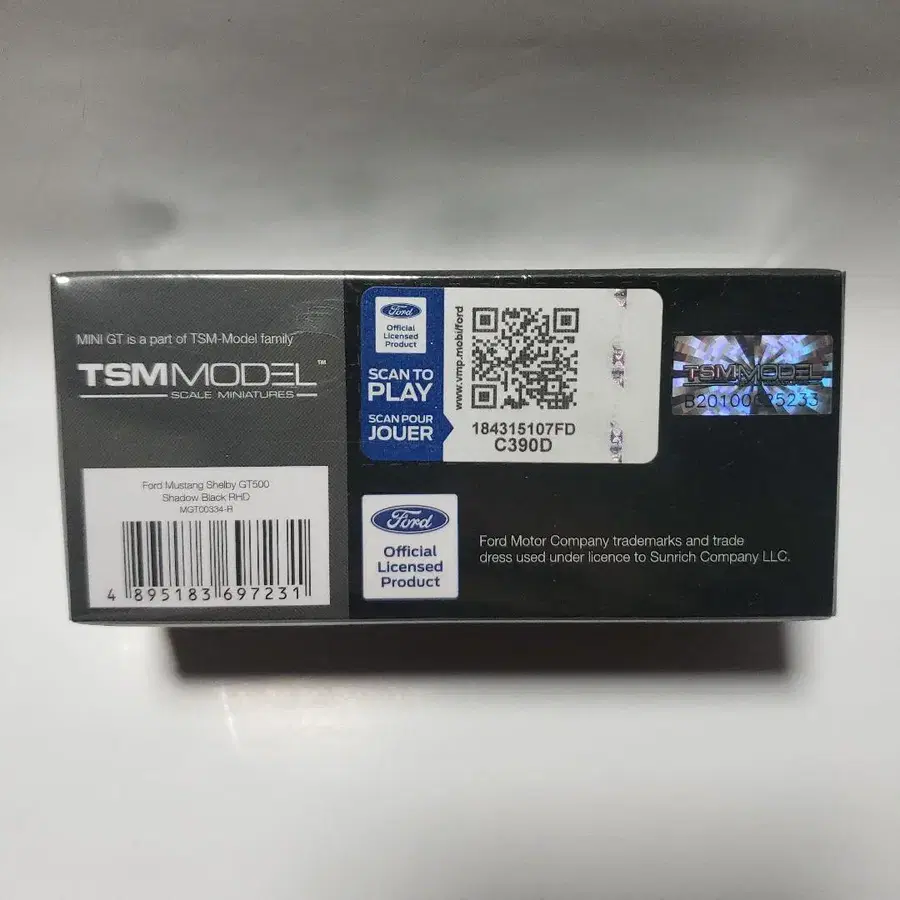 MINI GT is a part of TSM-Model family
TSMMODEL™
SCALE MINIATURES
Ford Mustang Shelby GT500
Shadow Black RHD
MGT00334-R
4 895183 697231
Ford
Official
Licensed
Product
SCAN TO
PLAY
SCAN POUR
JOUER
www.vmp.mobi/ford
184315107FD
C390D
TSMMODEL
Ford
Official
Licensed
Product
Ford Motor Company trademarks and trade
dress used under licence to Sunrich Company LLC.